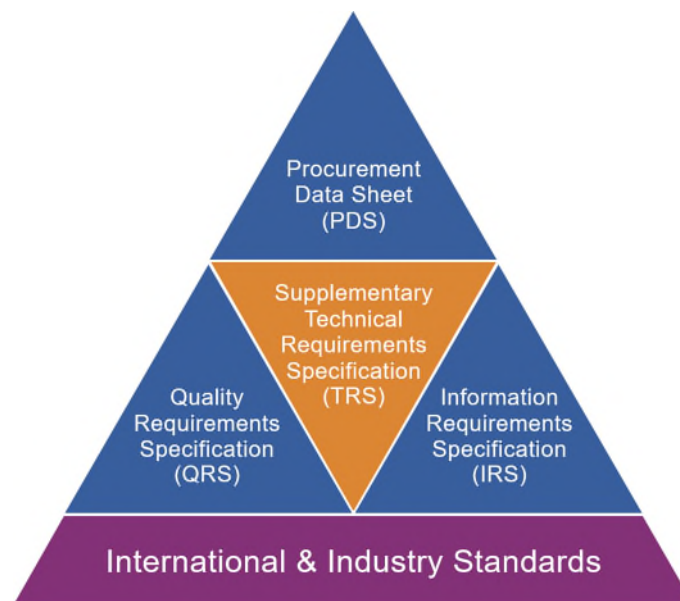 Procurement
Data Sheet
(PDS)
Supplementary
Technical
Requirements
Specification
(TRS)
Quality
Requirements
Specification
(QRS)
Information
Requirements
Specification
(IRS)
International & Industry Standards